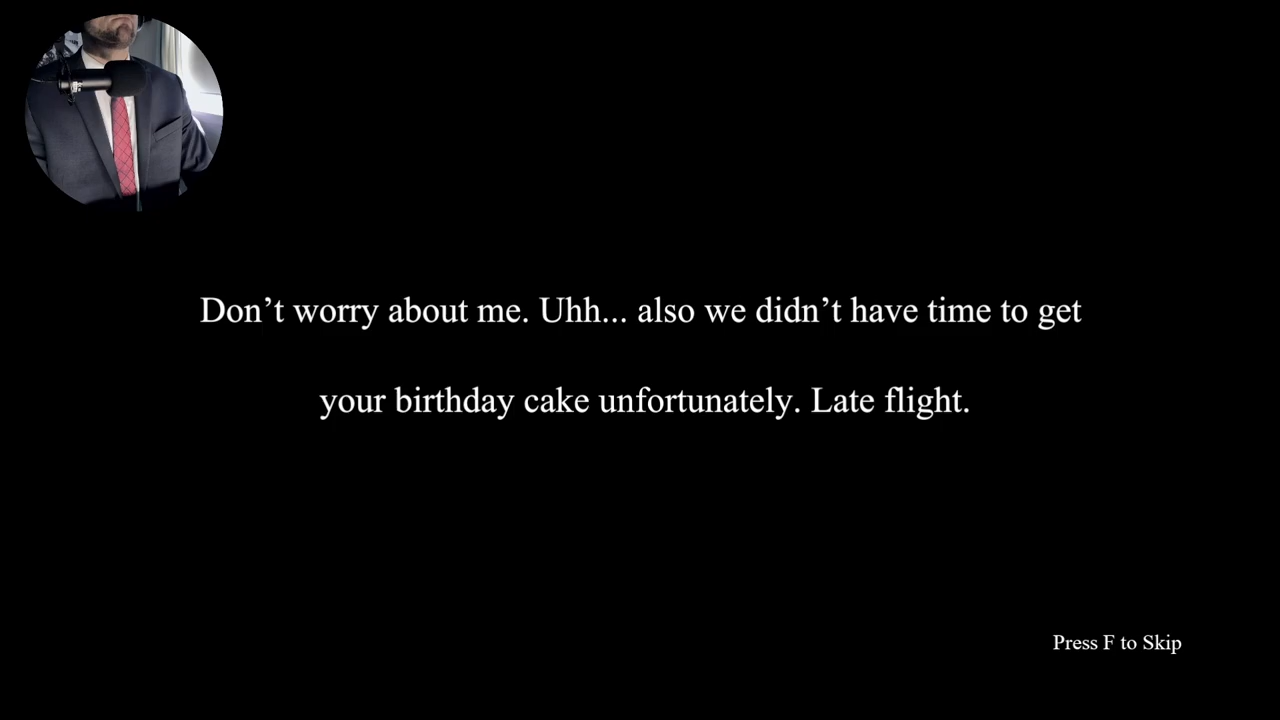 Don’t worry about me. Uhh... also we didn’t have time to get
your birthday cake unfortunately. Late flight.
Press F to Skip